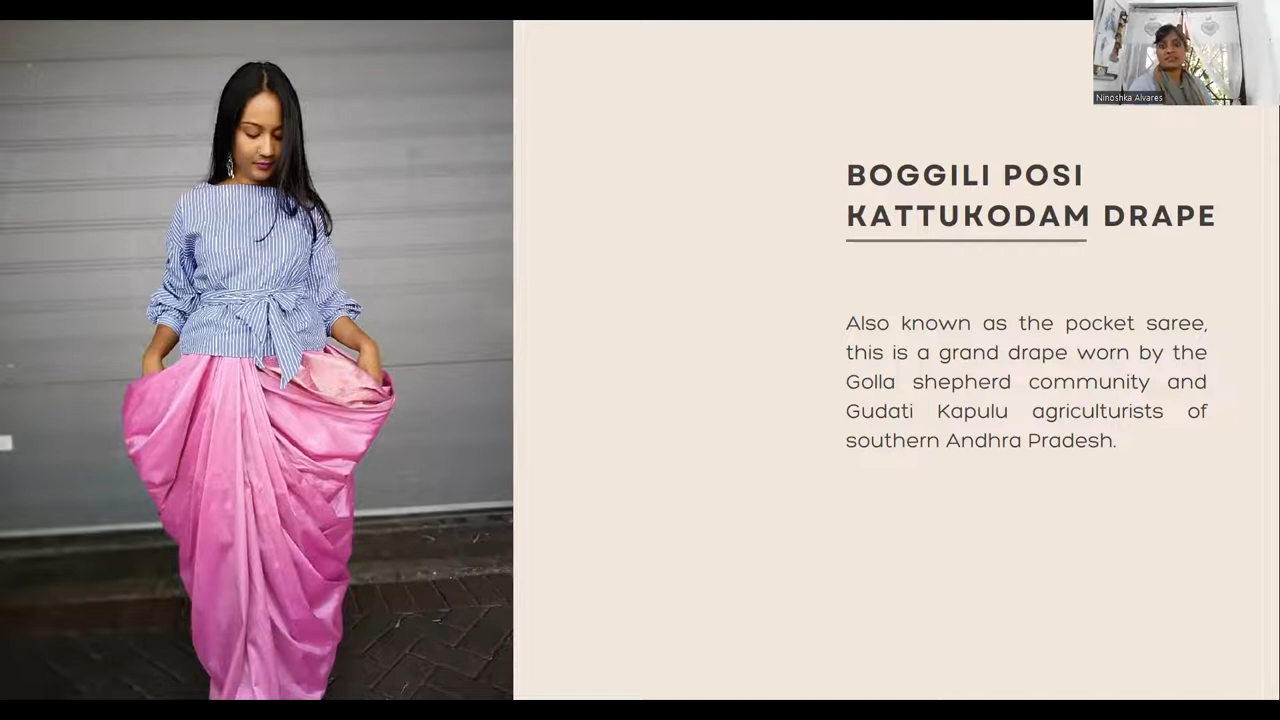 Ninoshka Alvares
BOGGILI POSI
KATTUKODAM DRAPE
Also known as the pocket saree,
this is a grand drape worn by the
Golla shepherd community and
Gudati Kapulu agriculturists of
southern Andhra Pradesh.